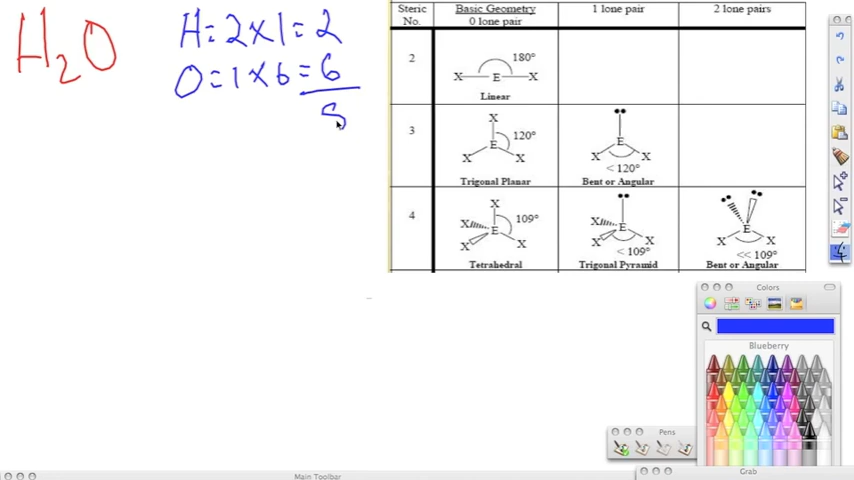 H2O
H=2×1=2
O=1×6=6
Steric No.
Basic Geometry 0 lone pair
1 lone pair
2 lone pairs
2
180°
X E X
Linear
3
X
120°
E
X X
Trigonal Planar
••
E
X X
< 120°
Bent or Angular
4
X
109°
X E
X X
Tetrahedral
••
X E
X X
< 109°
Trigonal Pyramid
•• ••
E
X X
<< 109°
Bent or Angular
Colors
Blueberry
Pens
Grab
Main Toolbar